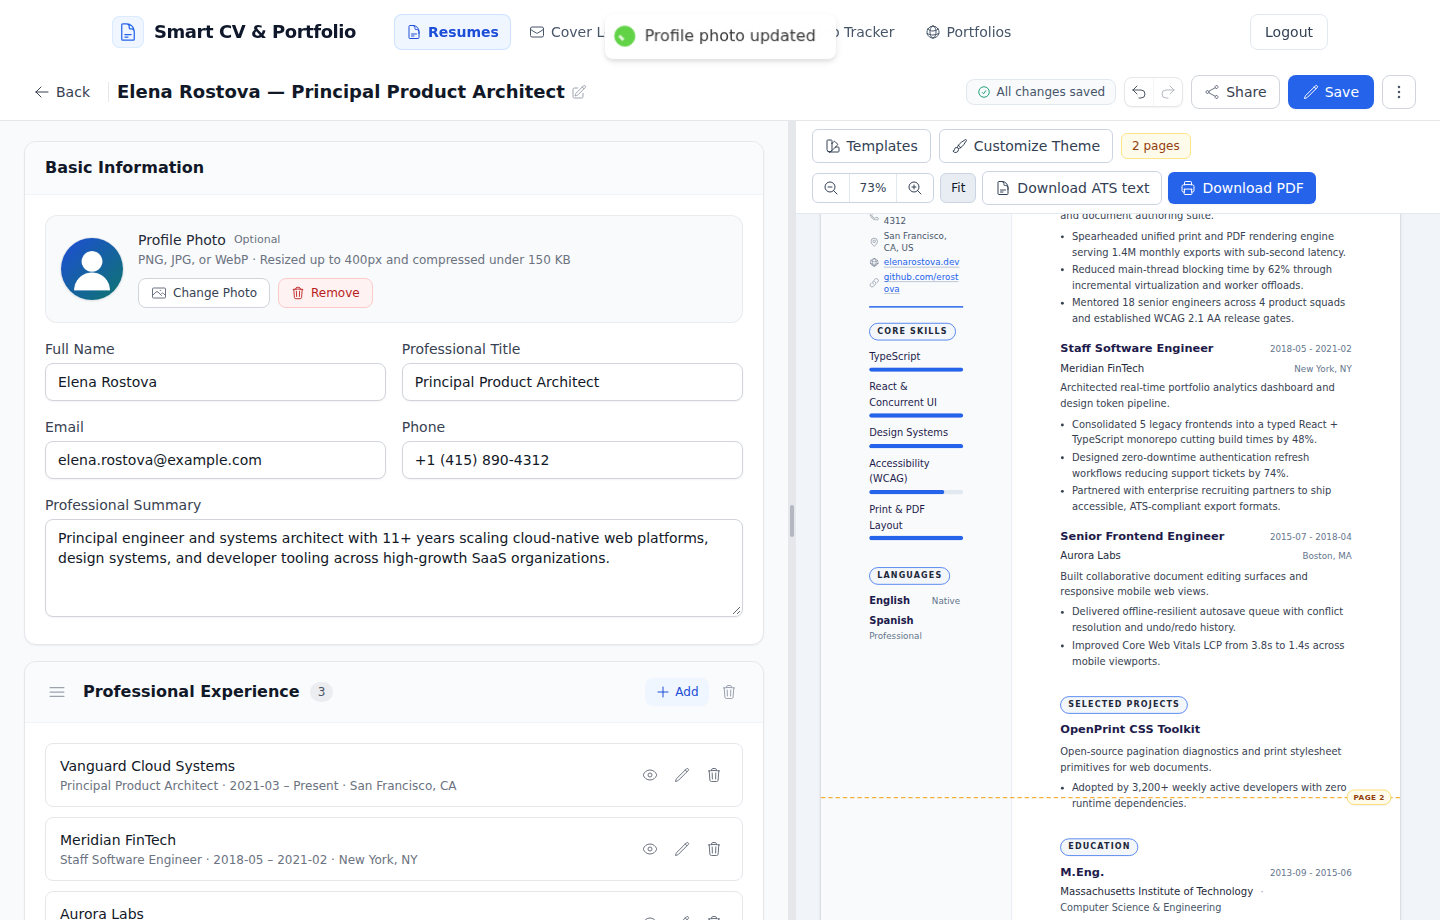 Smart CV & Portfolio
Resumes
Cover L
Profile photo updated
Tracker
Portfolios
Logout
Back
Elena Rostova — Principal Product Architect
All changes saved
Share
Save
Basic Information
Profile Photo Optional
PNG, JPG, or WebP · Resized up to 400px and compressed under 150 KB
Change Photo
Remove
Full Name
Elena Rostova
Professional Title
Principal Product Architect
Email
elena.rostova@example.com
Phone
+1 (415) 890-4312
Professional Summary
Principal engineer and systems architect with 11+ years scaling cloud-native web platforms,
design systems, and developer tooling across high-growth SaaS organizations.
Professional Experience 3
Add
Vanguard Cloud Systems
Principal Product Architect · 2021-03 – Present · San Francisco, CA
Meridian FinTech
Staff Software Engineer · 2018-05 – 2021-02 · New York, NY
Aurora Labs
Templates
Customize Theme
2 pages
73%
Fit
Download ATS text
Download PDF
4312
San Francisco,
CA, US
elenarostova.dev
github.com/erost
ova
CORE SKILLS
TypeScript
React &
Concurrent UI
Design Systems
Accessibility
(WCAG)
Print & PDF
Layout
LANGUAGES
English Native
Spanish
Professional
and document authoring suite.
• Spearheaded unified print and PDF rendering engine
serving 1.4M monthly exports with sub-second latency.
• Reduced main-thread blocking time by 62% through
incremental virtualization and worker offloads.
• Mentored 18 senior engineers across 4 product squads
and established WCAG 2.1 AA release gates.
Staff Software Engineer 2018-05 - 2021-02
Meridian FinTech New York, NY
Architected real-time portfolio analytics dashboard and
design token pipeline.
• Consolidated 5 legacy frontends into a typed React +
TypeScript monorepo cutting build times by 48%.
• Designed zero-downtime authentication refresh
workflows reducing support tickets by 74%.
• Partnered with enterprise recruiting partners to ship
accessible, ATS-compliant export formats.
Senior Frontend Engineer 2015-07 - 2018-04
Aurora Labs Boston, MA
Built collaborative document editing surfaces and
responsive mobile web views.
• Delivered offline-resilient autosave queue with conflict
resolution and undo/redo history.
• Improved Core Web Vitals LCP from 3.8s to 1.4s across
mobile viewports.
SELECTED PROJECTS
OpenPrint CSS Toolkit
Open-source pagination diagnostics and print stylesheet
primitives for web documents.
• Adopted by 3,200+ weekly active developers with zero
PAGE 2
runtime dependencies.
EDUCATION
M.Eng. 2013-09 - 2015-06
Massachusetts Institute of Technology ·
Computer Science & Engineering